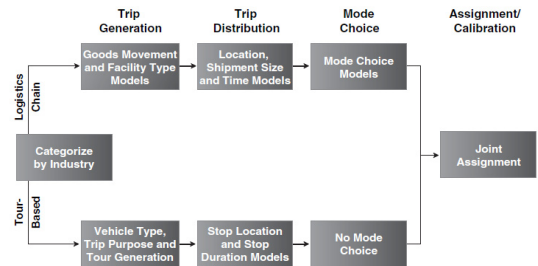 Trip
Generation
Trip
Distribution
Mode
Choice
Assignment/
Calibration
Logistics
Chain
Goods Movement
and Facility Type
Models
Location,
Shipment Size
and Time Models
Mode Choice
Models
Categorize
by Industry
Joint
Assignment
Tour-
Based
Vehicle Type,
Trip Purpose and
Tour Generation
Stop Location
and Stop
Duration Models
No Mode
Choice